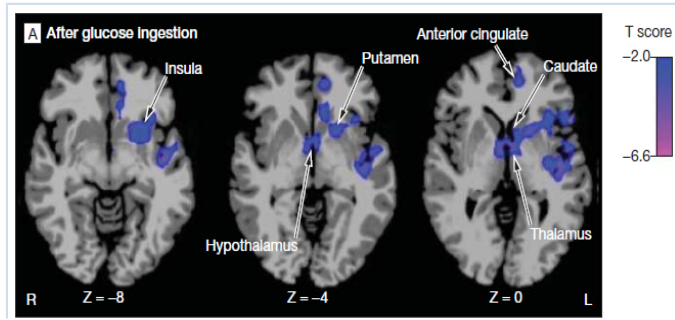 A After glucose ingestion
Insula
Putamen
Anterior cingulate
Caudate
Hypothalamus
Thalamus
R
Z = –8
Z = –4
Z = 0
L
T score
–2.0
–6.6